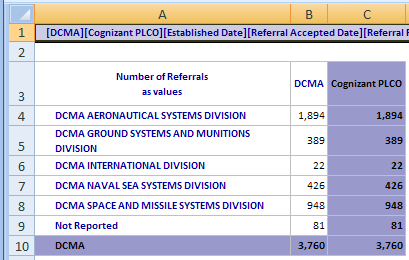 A B C
1 [DCMA][Cognizant PLCO][Established Date][Referral Accepted Date][Referral
2
3 Number of Referrals
as values DCMA Cognizant PLCO
4 DCMA AERONAUTICAL SYSTEMS DIVISION 1,894 1,894
5 DCMA GROUND SYSTEMS AND MUNITIONS
DIVISION 389 389
6 DCMA INTERNATIONAL DIVISION 22 22
7 DCMA NAVAL SEA SYSTEMS DIVISION 426 426
8 DCMA SPACE AND MISSILE SYSTEMS DIVISION 948 948
9 Not Reported 81 81
10 DCMA 3,760 3,760